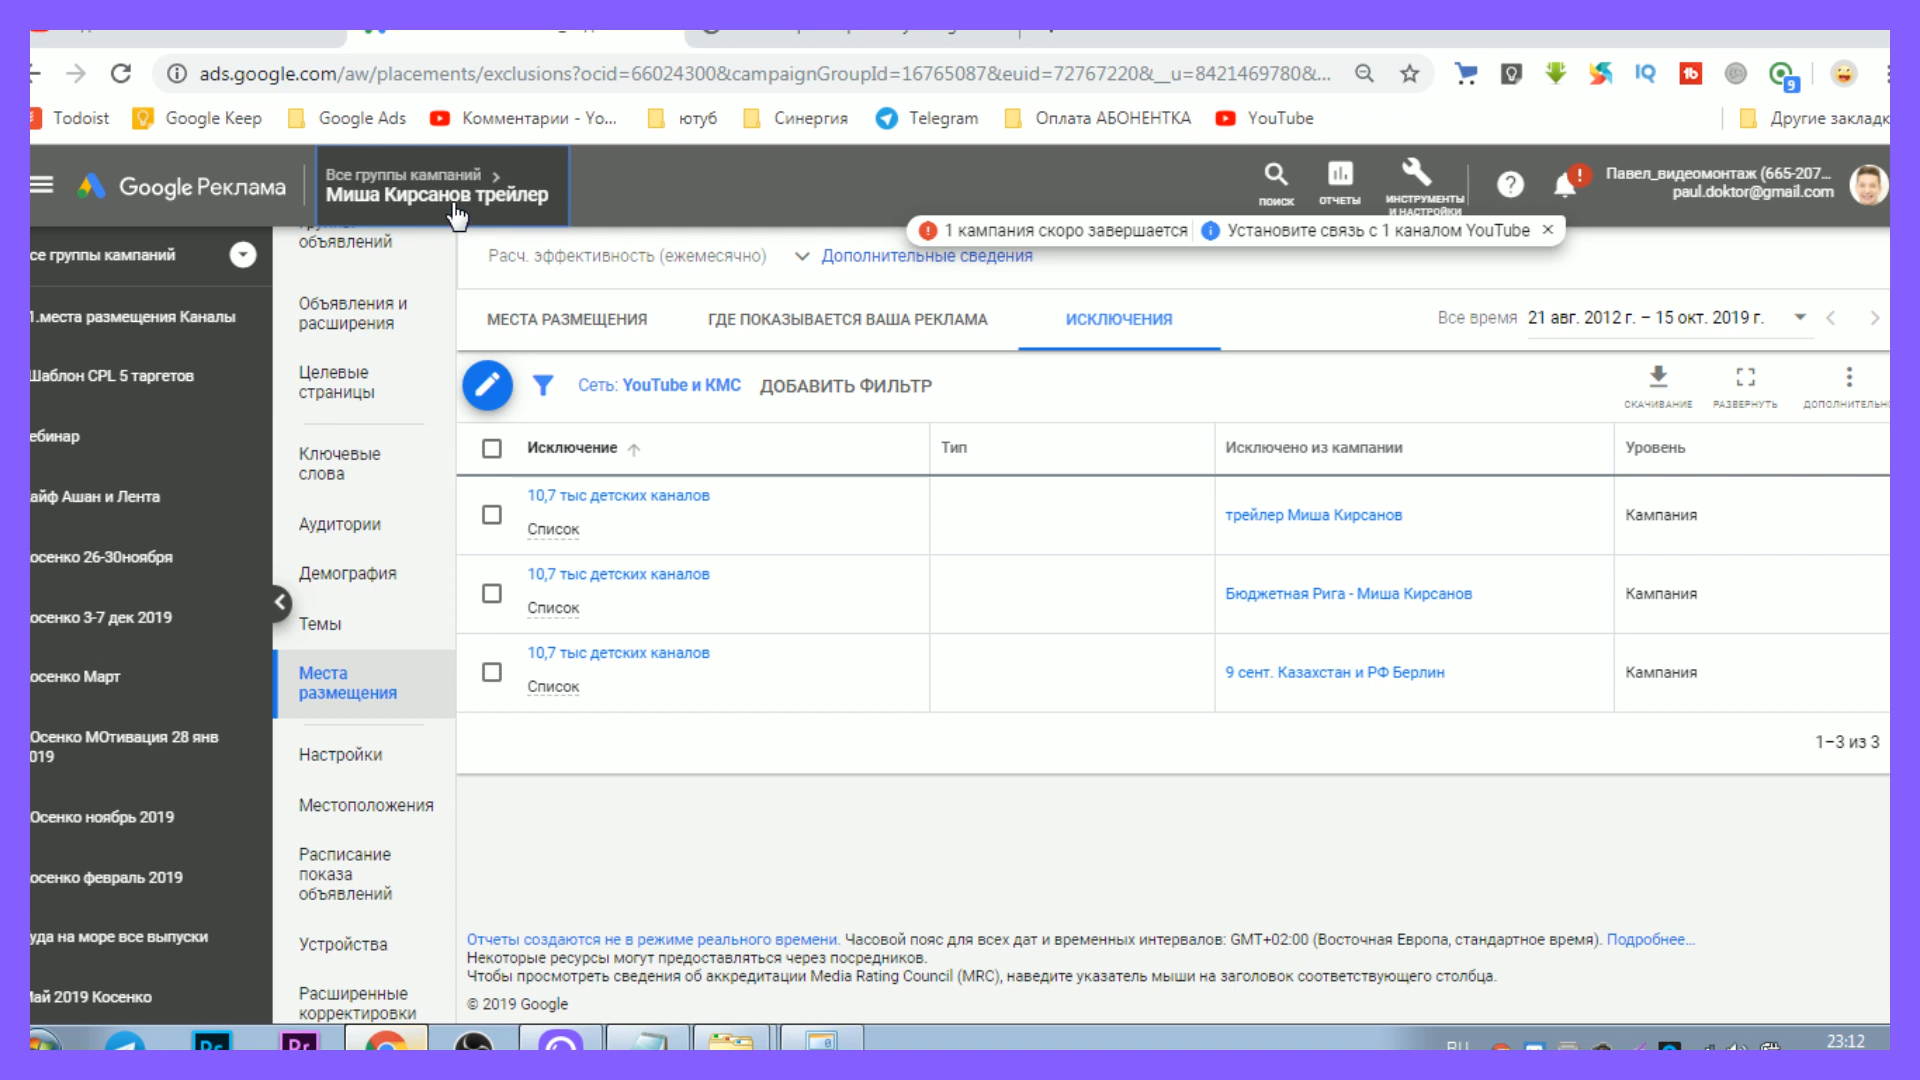 ads.google.com/aw/placements/exclusions?ocid=66024300&campaignGroupId=16765087&euid=72767220&__u=8421469780&...
9
Todoist
Google Keep
Google Ads
Комментарии - Yo...
ютуб
Синергия
Telegram
Оплата АБОНЕНТКА
YouTube
Другие закладк
Google Реклама
Все группы кампаний >
Миша Кирсанов трейлер
ПОИСК
ОТЧЕТЫ
ИНСТРУМЕНТЫ И НАСТРОЙКИ
Павел_видеомонтаж (665-207...
paul.doktor@gmail.com
1 кампания скоро завершается
Установите связь с 1 каналом YouTube
се группы кампаний
1.места размещения Каналы
Шаблон CPL 5 таргетов
ебинар
айф Ашан и Лента
осенко 26-30ноября
осенко 3-7 дек 2019
осенко Март
Осенко МОтивация 28 янв
019
Осенко ноябрь 2019
осенко февраль 2019
уда на море все выпуски
Май 2019 Косенко
объявлений
Объявления и
расширения
Целевые
страницы
Ключевые
слова
Аудитории
Демография
Темы
Места
размещения
Настройки
Местоположения
Расписание
показа
объявлений
Устройства
Расширенные
корректировки
Расч. эффективность (ежемесячно)
Дополнительные сведения
МЕСТА РАЗМЕЩЕНИЯ
ГДЕ ПОКАЗЫВАЕТСЯ ВАША РЕКЛАМА
ИСКЛЮЧЕНИЯ
Все время
21 авг. 2012 г. – 15 окт. 2019 г.
Сеть: YouTube и КМС
ДОБАВИТЬ ФИЛЬТР
СКАЧИВАНИЕ
РАЗВЕРНУТЬ
ДОПОЛНИТЕЛЬН
Исключение
Тип
Исключено из кампании
Уровень
10,7 тыс детских каналов
Список
трейлер Миша Кирсанов
Кампания
10,7 тыс детских каналов
Список
Бюджетная Рига - Миша Кирсанов
Кампания
10,7 тыс детских каналов
Список
9 сент. Казахстан и РФ Берлин
Кампания
1–3 из 3
Отчеты создаются не в режиме реального времени. Часовой пояс для всех дат и временных интервалов: GMT+02:00 (Восточная Европа, стандартное время). Подробнее...
Некоторые ресурсы могут предоставляться через посредников.
Чтобы просмотреть сведения об аккредитации Media Rating Council (MRC), наведите указатель мыши на заголовок соответствующего столбца.
© 2019 Google
RU
23:12